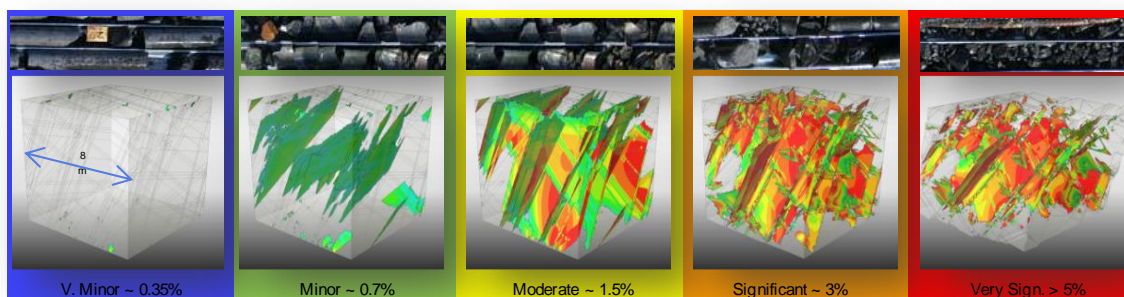 8
m
V. Minor ~ 0.35%
Minor ~ 0.7%
Moderate ~ 1.5%
Significant ~ 3%
Very Sign. > 5%